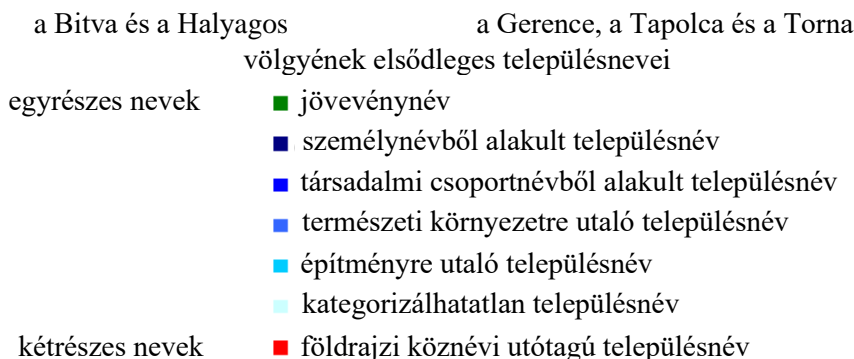 a Bitva és a Halyagos a Gerence, a Tapolca és a Torna
völgyének elsődleges településnevei
egyrészes nevek jövevénynév
személynévből alakult településnév
társadalmi csoportnévből alakult településnév
természeti környezetre utaló településnév
építményre utaló településnév
kategorizálhatatlan településnév
kétrészes nevek földrajzi köznévi utótagú településnév